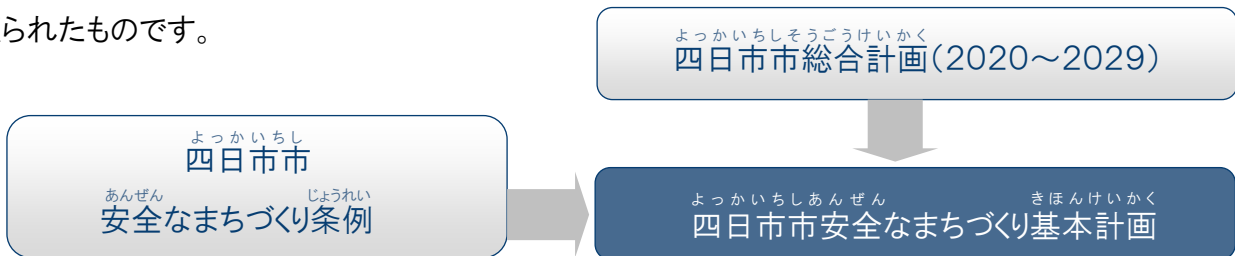 られたものです。
よっかいちしそうごうけいかく
四日市市総合計画(2020～2029)
よっかいちし
四日市市
あんぜん じょうれい
安全なまちづくり条例
よっかいちしあんぜん きほんけいかく
四日市市安全なまちづくり基本計画